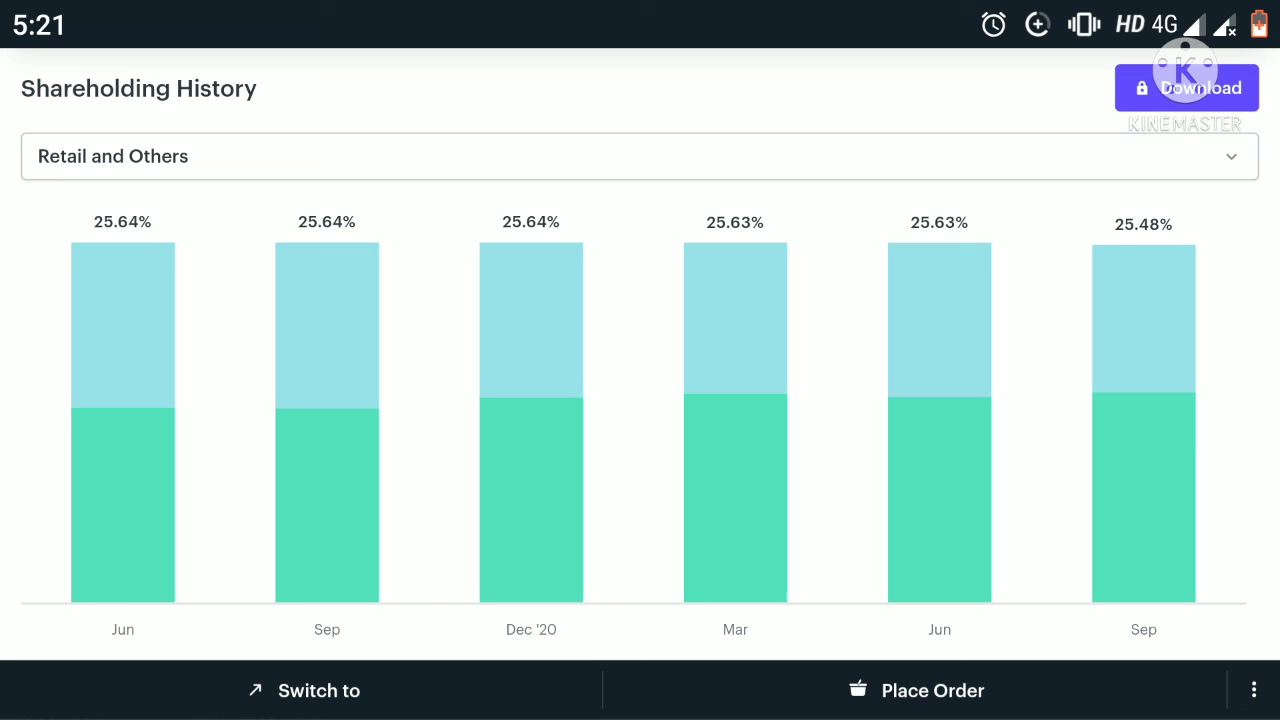 5:21
HD 4G
Shareholding History
Download
K
KINEMASTER
Retail and Others
25.64% 25.64% 25.64% 25.63% 25.63% 25.48%
Jun Sep Dec '20 Mar Jun Sep
Switch to Place Order